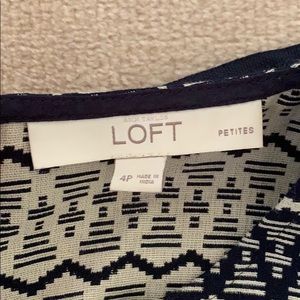 ANN TAYLOR
LOFT
PETITES
4P
MADE IN
INDIA